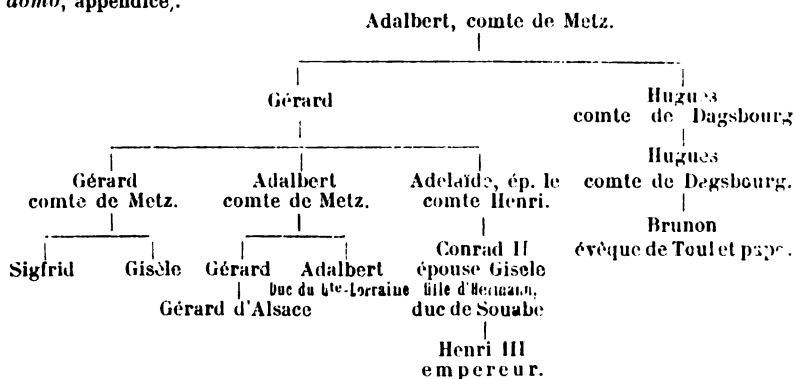 domo, appendice).
Adalbert, comte de Metz.
Gérard
Hugues
comte de Dagsbourg
Hugues
comte de Dagsbourg.
Gérard
comte de Metz.
Adalbert
comte de Metz.
Adelaïde, ép. le
comte Henri.
Brunon
évêque de Toul et pape.
Sigfrid
Gisèle
Gérard
Adalbert
Duc du Hte-Lorraine
Conrad II
épouse Gisele
fille d'Hermann,
duc de Souabe
Gérard d'Alsace
Henri III
empereur.